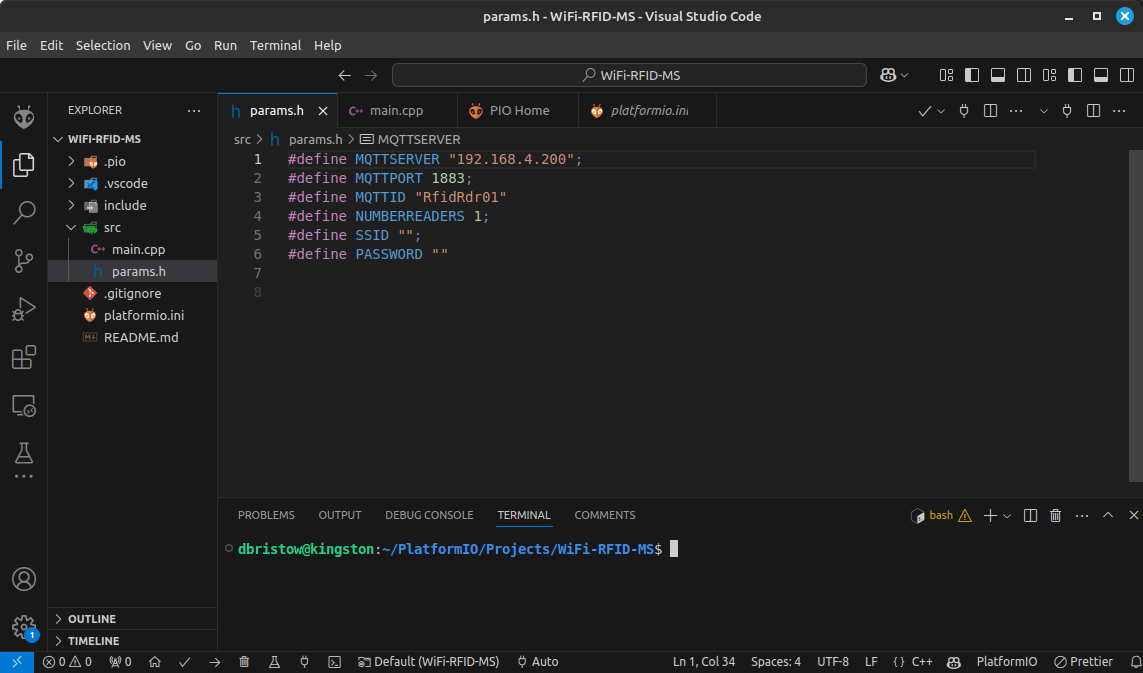 params.h - WiFi-RFID-MS - Visual Studio Code
File Edit Selection View Go Run Terminal Help
WiFi-RFID-MS
EXPLORER
WIFI-RFID-MS
.pio
.vscode
include
src
C++ main.cpp
h params.h
.gitignore
platformio.ini
README.md
OUTLINE
TIMELINE
h params.h C++ main.cpp PIO Home platformio.ini
src > h params.h > MQTTSERVER
1 #define MQTTSERVER "192.168.4.200";
2 #define MQTTPORT 1883;
3 #define MQTTID "RfidRdr01"
4 #define NUMBERREADERS 1;
5 #define SSID "";
6 #define PASSWORD ""
7
8
PROBLEMS OUTPUT DEBUG CONSOLE TERMINAL COMMENTS
bash
dbristow@kingston:~/PlatformIO/Projects/WiFi-RFID-MS$
1
0 0 0 Default (WiFi-RFID-MS) Auto Ln 1, Col 34 Spaces: 4 UTF-8 LF {} C++ PlatformIO Prettier